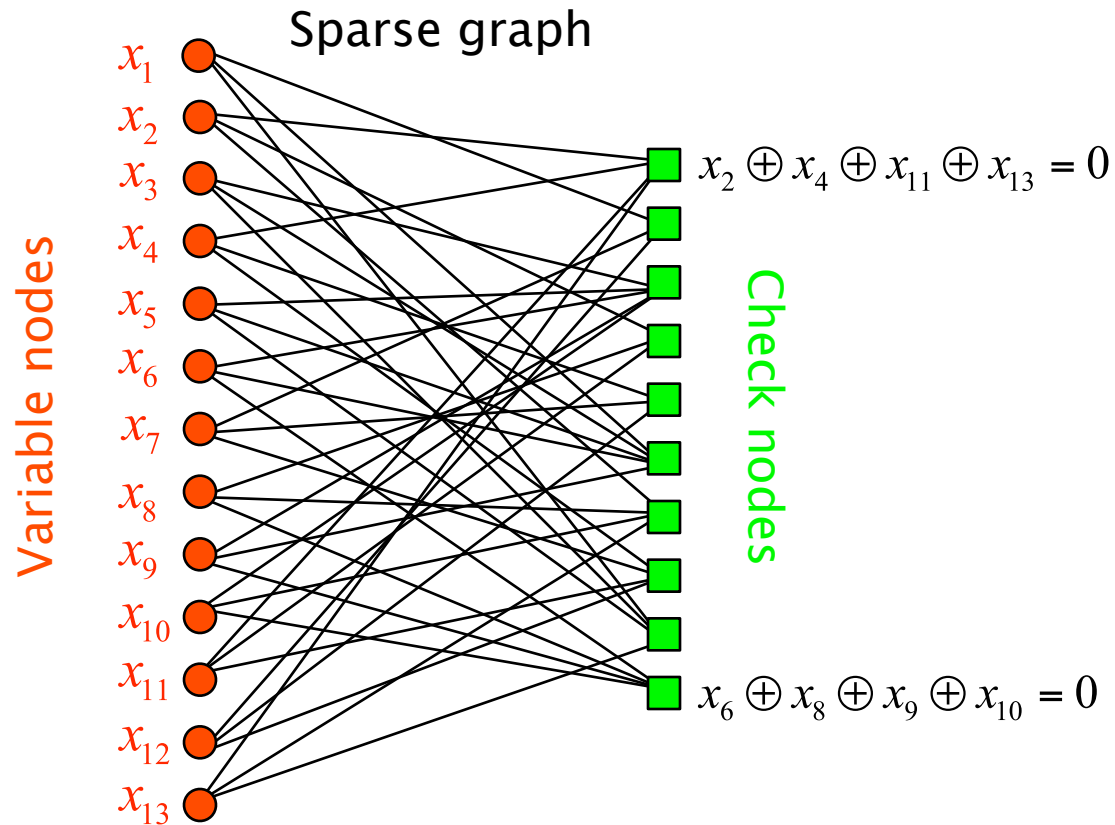 Sparse graph
Variable nodes
x₁
x₂
x₃
x₄
x₅
x₆
x₇
x₈
x₉
x₁₀
x₁₁
x₁₂
x₁₃
x₂ ⊕ x₄ ⊕ x₁₁ ⊕ x₁₃ = 0
Check nodes
x₆ ⊕ x₈ ⊕ x₉ ⊕ x₁₀ = 0